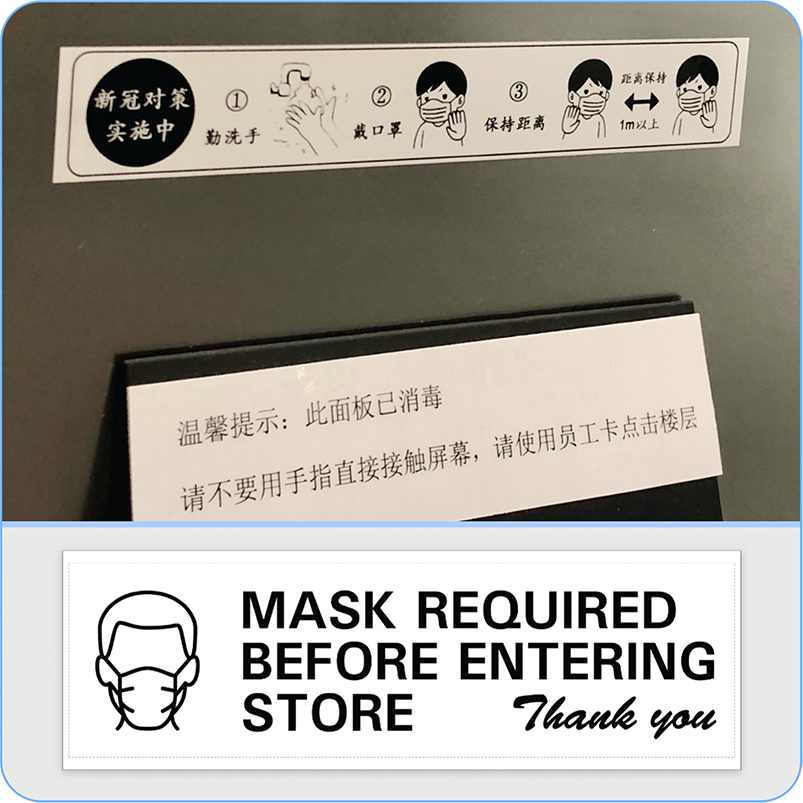 新冠对策
实施中
①
勤洗手
②
戴口罩
③
保持距离
距离保持
1m以上
温馨提示：此面板已消毒
请不要用手指直接接触屏幕，请使用员工卡点击楼层
MASK REQUIRED
BEFORE ENTERING
STORE Thank you